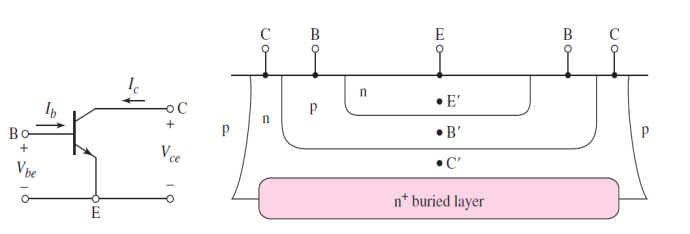 C B E B C
I_c
I_b
C
B
+
+
V_be
V_ce
−
−
E
n
p
n
p
p
• E′
• B′
• C′
n⁺ buried layer